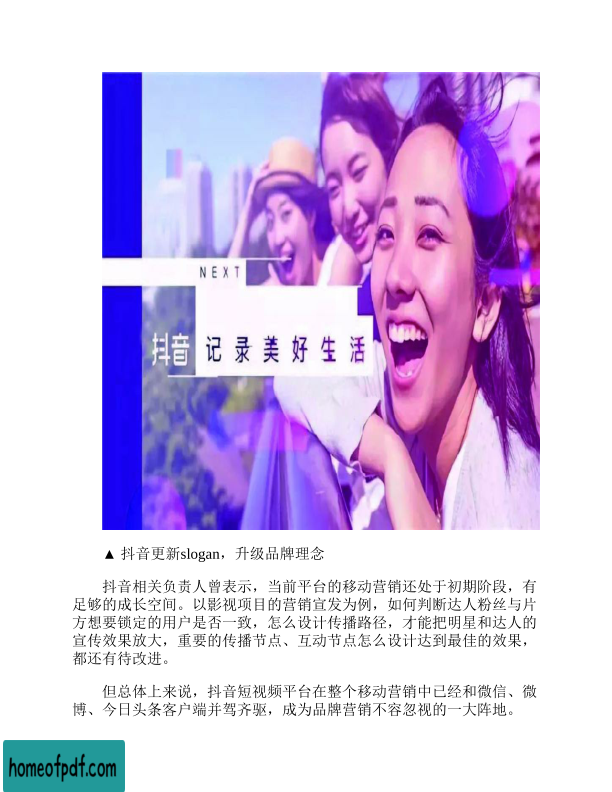 NEXT
抖音 记录美好生活
▲ 抖音更新slogan，升级品牌理念
抖音相关负责人曾表示，当前平台的移动营销还处于初期阶段，有
足够的成长空间。以影视项目的营销宣发为例，如何判断达人粉丝与片
方想要锁定的用户是否一致，怎么设计传播路径，才能把明星和达人的
宣传效果放大，重要的传播节点、互动节点怎么设计达到最佳的效果，
都还有待改进。
但总体上来说，抖音短视频平台在整个移动营销中已经和微信、微
博、今日头条客户端并驾齐驱，成为品牌营销不容忽视的一大阵地。
homeofpdf.com